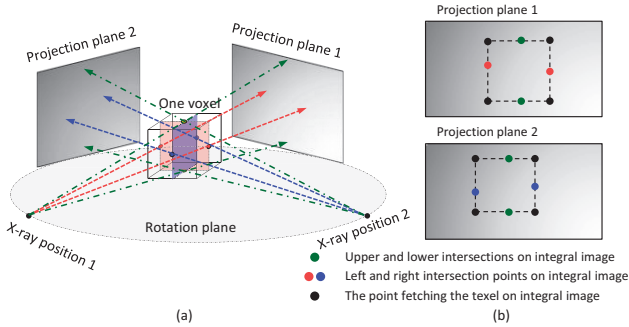 Projection plane 2
Projection plane 1
One voxel
Rotation plane
X-ray position 1
X-ray position 2
(a)
Projection plane 1
Projection plane 2
Upper and lower intersections on integral image
Left and right intersection points on integral image
The point fetching the texel on integral image
(b)